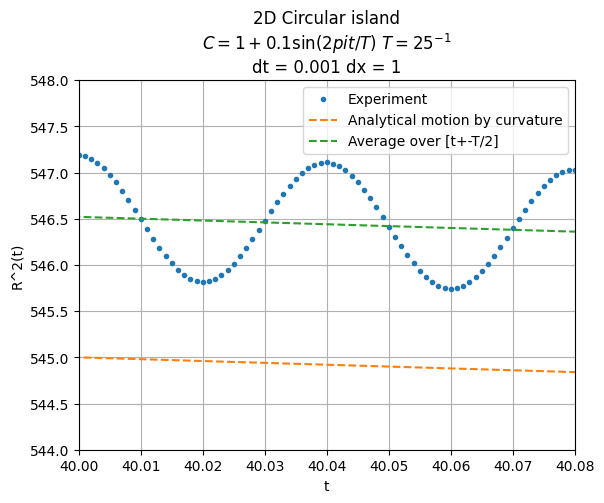 2D Circular island
C = 1 + 0.1sin(2pit/T) T = 25⁻¹
dt = 0.001 dx = 1
548.0
547.5
547.0
546.5
546.0
545.5
545.0
544.5
544.0
R^2(t)
Experiment
Analytical motion by curvature
Average over [t+-T/2]
40.00 40.01 40.02 40.03 40.04 40.05 40.06 40.07 40.08
t